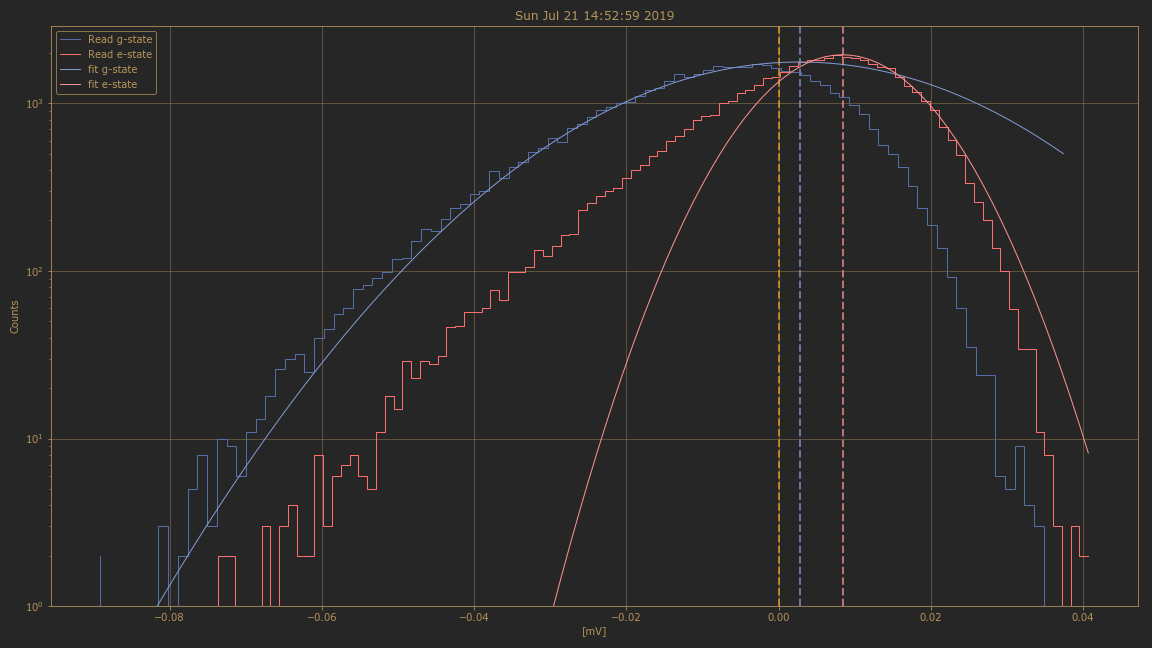 Sun Jul 21 14:52:59 2019
Read g-state
Read e-state
fit g-state
fit e-state
10³
10²
10¹
10⁰
Counts
−0.08 −0.06 −0.04 −0.02 0.00 0.02 0.04
[mV]